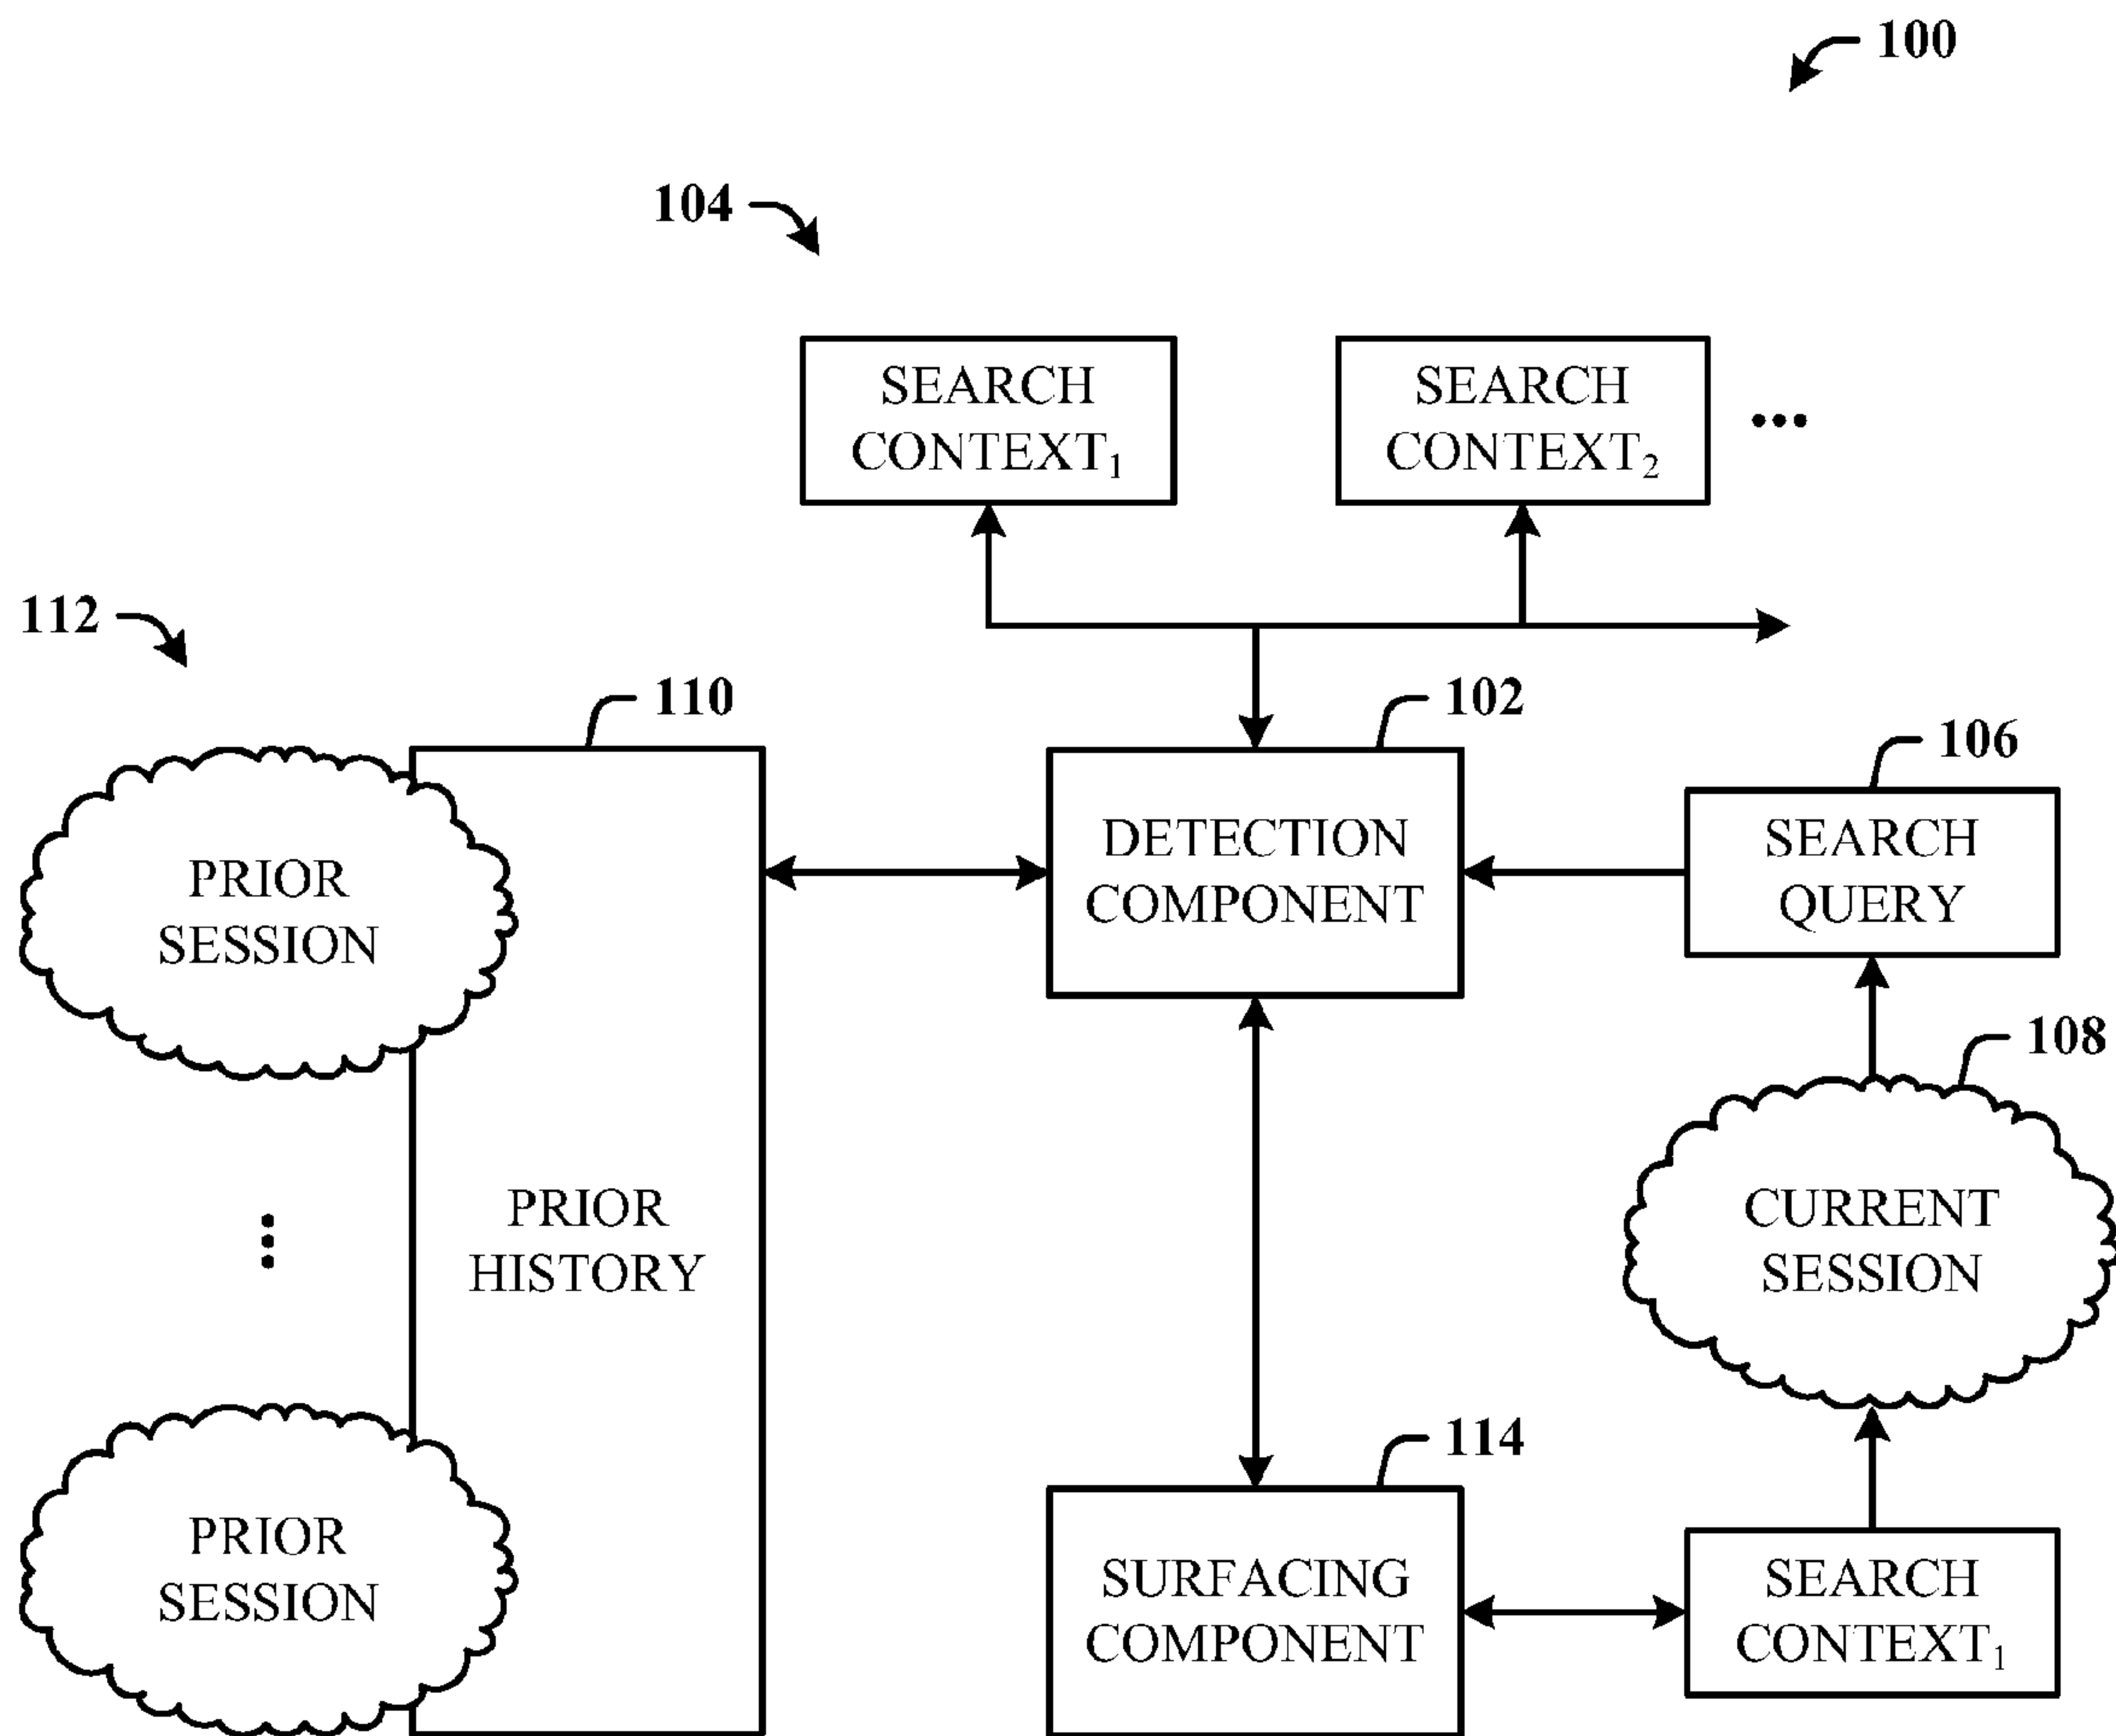 100
104
SEARCH
CONTEXT₁
SEARCH
CONTEXT₂
...
112
110
102
106
PRIOR
SESSION
DETECTION
COMPONENT
SEARCH
QUERY
108
PRIOR
HISTORY
CURRENT
SESSION
114
PRIOR
SESSION
SURFACING
COMPONENT
SEARCH
CONTEXT₁